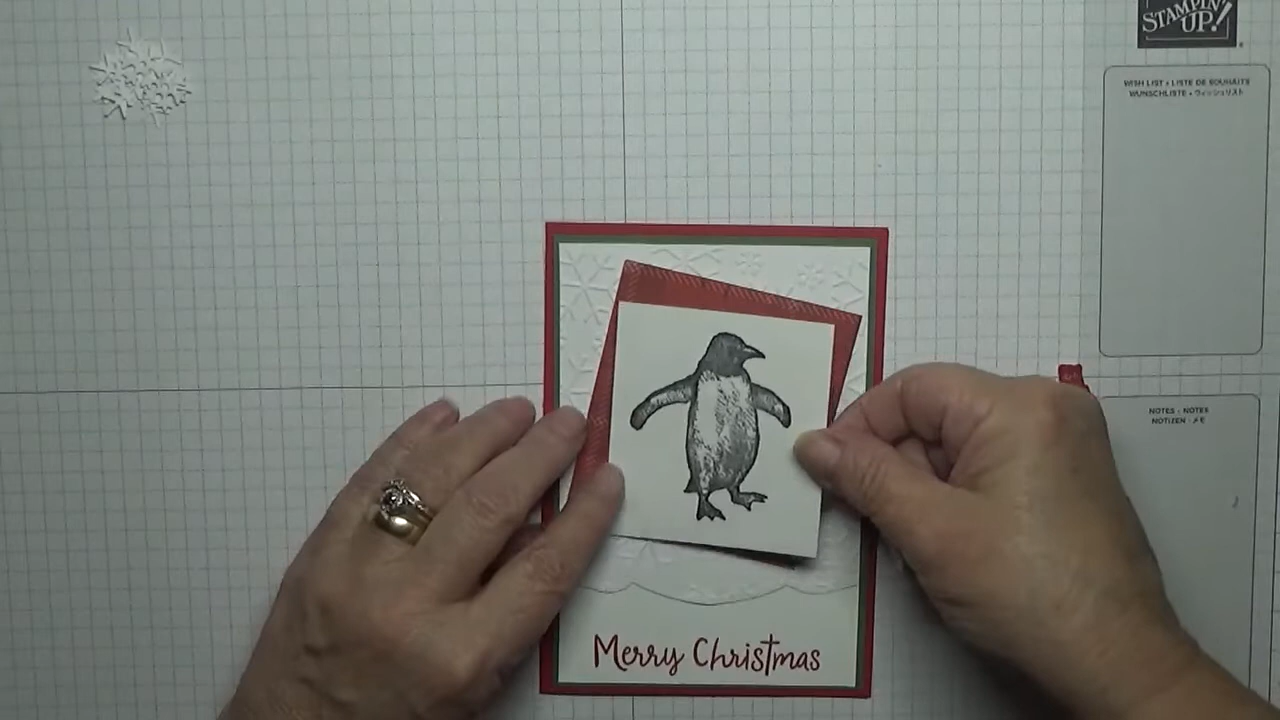 STAMPIN'
UP!
WISH LIST • LISTE DE SOUHAITS
WUNSCHLISTE • ウィッシュリスト
NOTES • NOTES
NOTIZEN • メモ
Merry Christmas